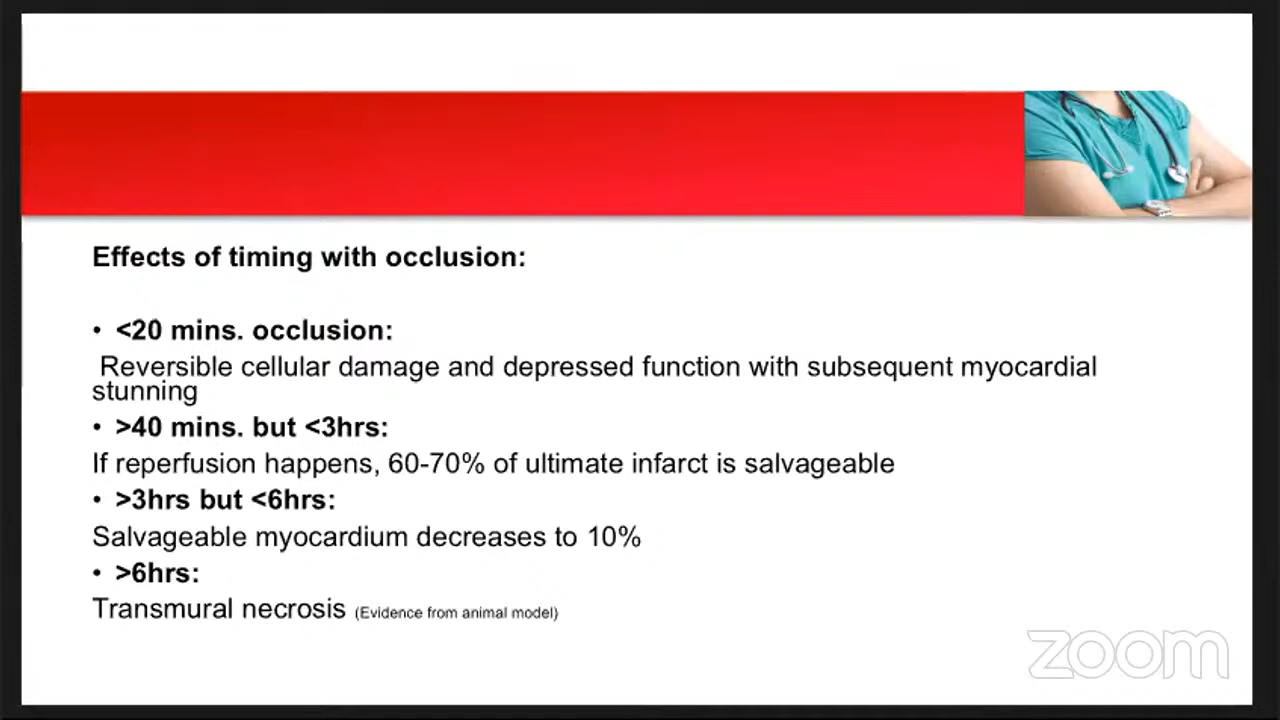 Effects of timing with occlusion:
• <20 mins. occlusion:
Reversible cellular damage and depressed function with subsequent myocardial
stunning
• >40 mins. but <3hrs:
If reperfusion happens, 60-70% of ultimate infarct is salvageable
• >3hrs but <6hrs:
Salvageable myocardium decreases to 10%
• >6hrs:
Transmural necrosis (Evidence from animal model)
zoom